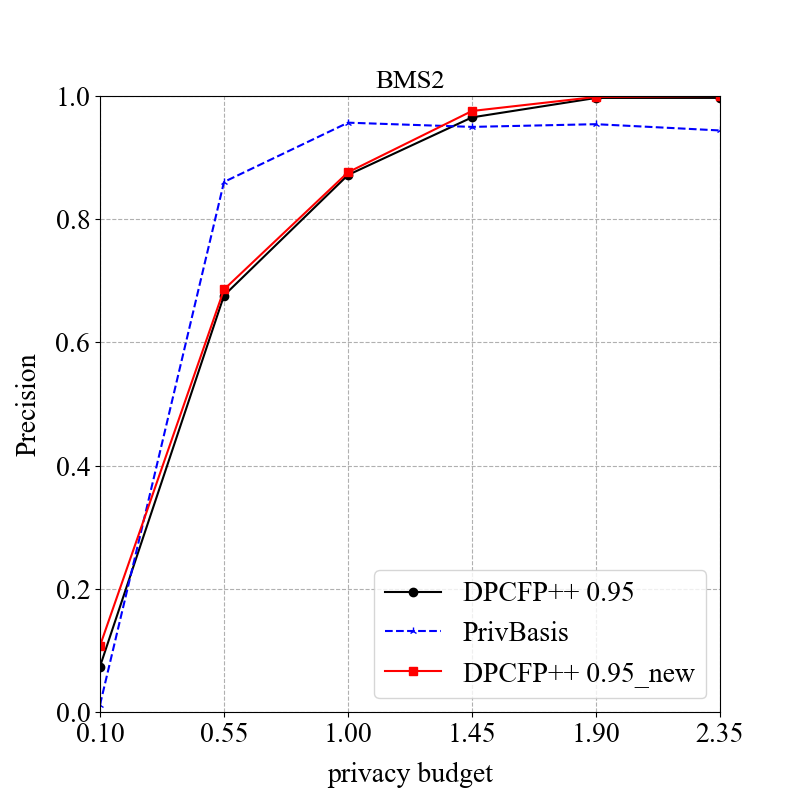 BMS2
Precision
1.0
0.8
0.6
0.4
0.2
0.0
0.10 0.55 1.00 1.45 1.90 2.35
privacy budget
DPCFP++ 0.95
PrivBasis
DPCFP++ 0.95_new